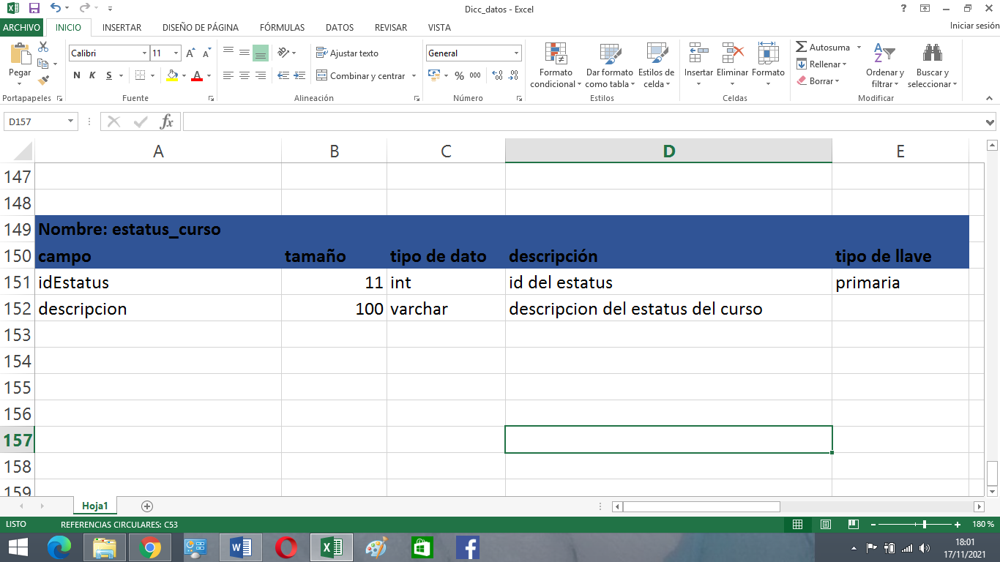 Dicc_datos - Excel
ARCHIVO INICIO INSERTAR DISEÑO DE PÁGINA FÓRMULAS DATOS REVISAR VISTA Iniciar sesión
Pegar
Portapapeles
Calibri 11
N K S
Fuente
Ajustar texto
Combinar y centrar
Alineación
General
% 000
Número
Formato condicional
Dar formato como tabla
Estilos de celda
Estilos
Insertar Eliminar Formato
Celdas
Autosuma
Rellenar
Borrar
Ordenar y filtrar
Buscar y seleccionar
Modificar
D157 fx
A B C D E
147
148
149 Nombre: estatus_curso
150 campo tamaño tipo de dato descripción tipo de llave
151 idEstatus 11 int id del estatus primaria
152 descripcion 100 varchar descripcion del estatus del curso
153
154
155
156
157
158
159
Hoja1
LISTO REFERENCIAS CIRCULARES: C53 180 %
18:01
17/11/2021